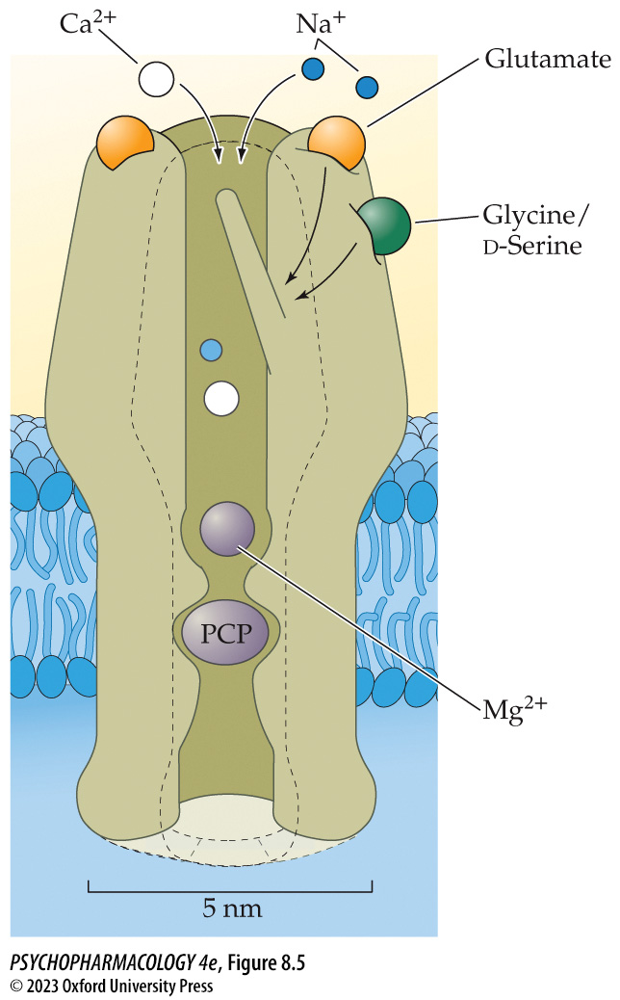 Ca2+
Na+
Glutamate
Glycine/
D-Serine
PCP
Mg2+
5 nm
PSYCHOPHARMACOLOGY 4e, Figure 8.5
© 2023 Oxford University Press